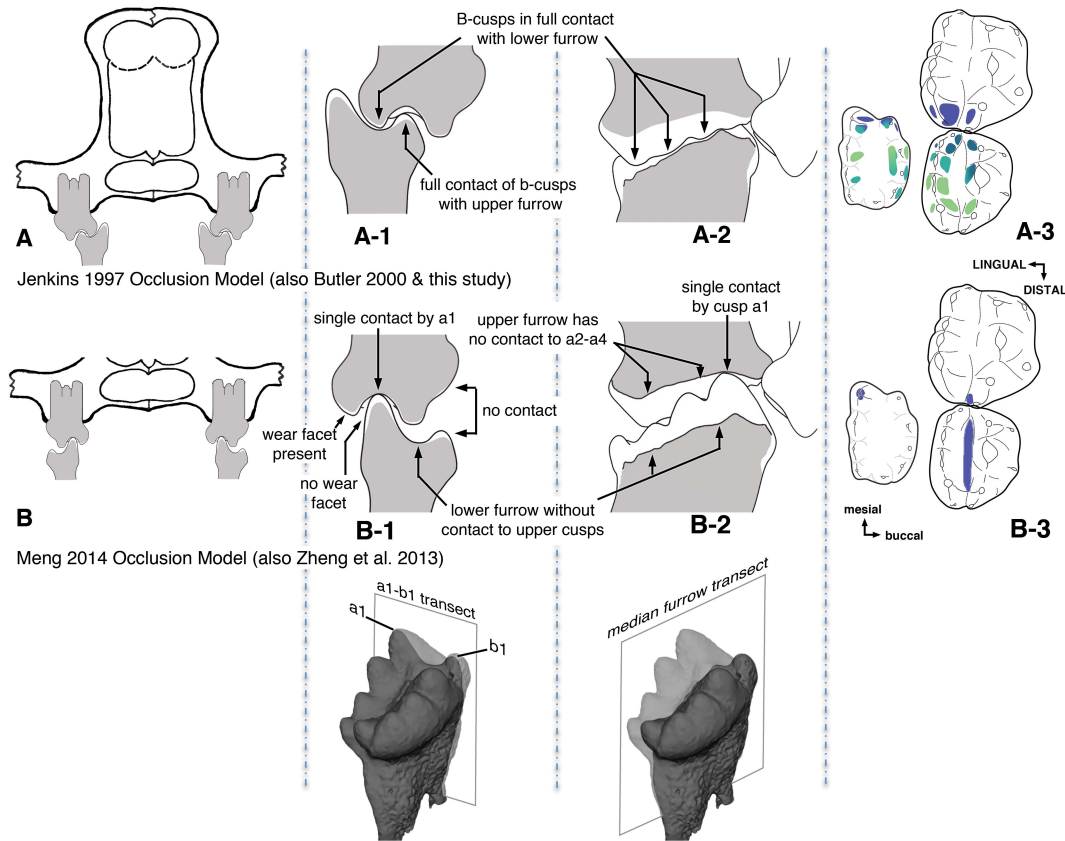 B-cusps in full contact
with lower furrow
full contact of b-cusps
with upper furrow
A
A-1
A-2
A-3
Jenkins 1997 Occlusion Model (also Butler 2000 & this study)
LINGUAL
DISTAL
single contact by a1
upper furrow has
no contact to a2-a4
single contact
by cusp a1
no contact
wear facet
present
no wear
facet
lower furrow without
contact to upper cusps
mesial
buccal
B
B-1
B-2
B-3
Meng 2014 Occlusion Model (also Zheng et al. 2013)
a1-b1 transect
a1
b1
median furrow transect